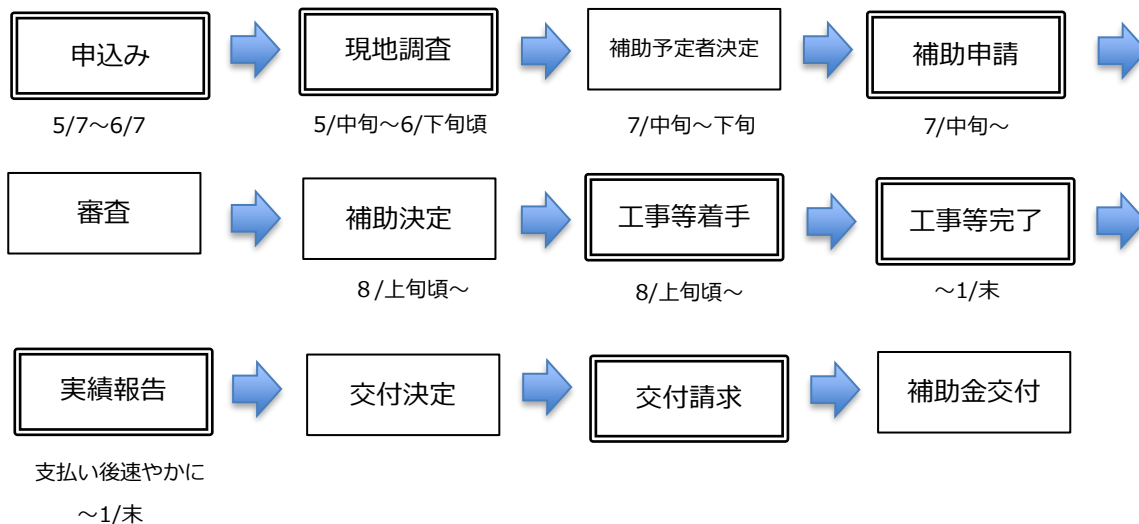 申込み
現地調査
補助予定者決定
補助申請
5/7～6/7
5/中旬～6/下旬頃
7/中旬～下旬
7/中旬～
審査
補助決定
工事等着手
工事等完了
８/上旬頃～
8/上旬頃～
～1/末
実績報告
交付決定
交付請求
補助金交付
支払い後速やかに
～1/末